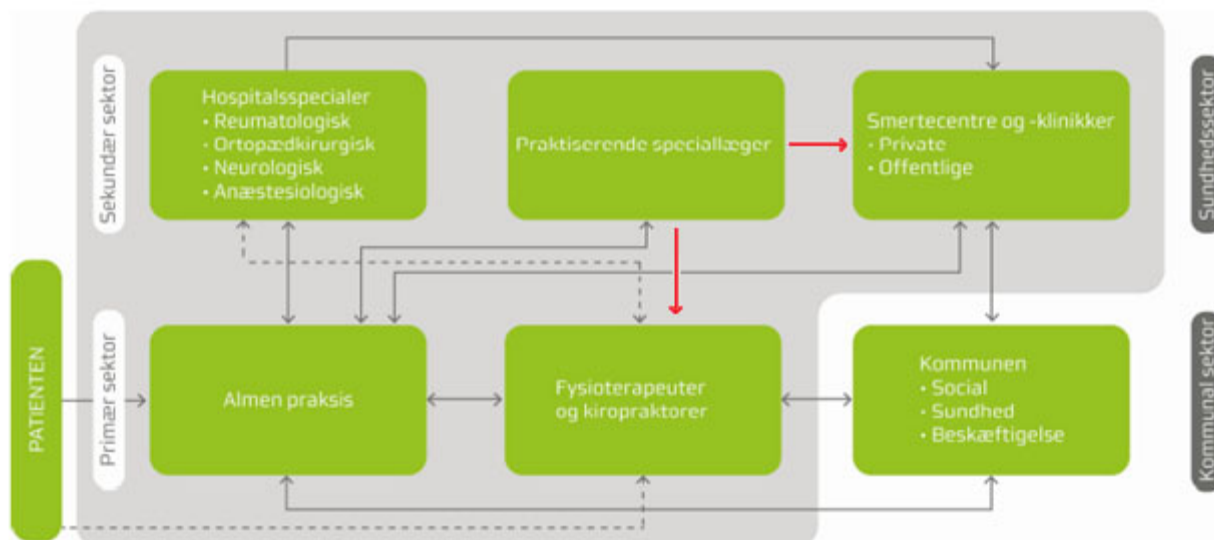 PATIENTEN
Sekundær sektor
Hospitalsspecialer
• Reumatologisk
• Ortopædkirurgisk
• Neurologisk
• Anæstesiologisk
Praktiserende speciallæger
Smertecentre og -klinikker
• Private
• Offentlige
Sundhedssektor
Primær sektor
Almen praksis
Fysioterapeuter
og kiropraktorer
Kommunen
• Social
• Sundhed
• Beskæftigelse
Kommunal sektor